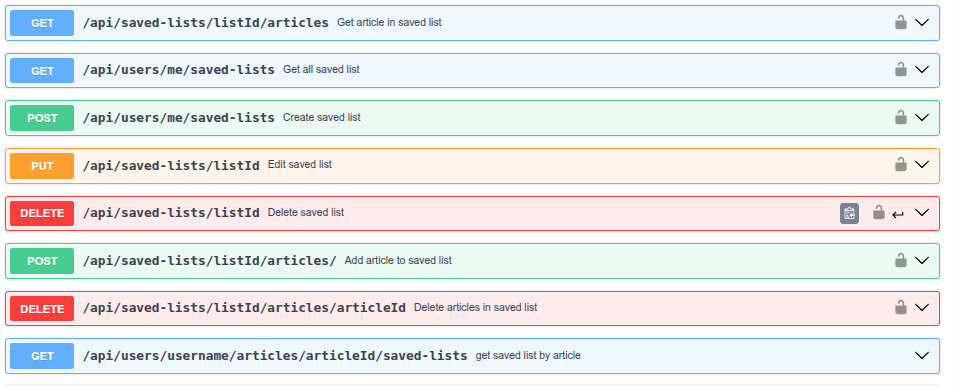 GET /api/saved-lists/listId/articles Get article in saved list
GET /api/users/me/saved-lists Get all saved list
POST /api/users/me/saved-lists Create saved list
PUT /api/saved-lists/listId Edit saved list
DELETE /api/saved-lists/listId Delete saved list
POST /api/saved-lists/listId/articles/ Add article to saved list
DELETE /api/saved-lists/listId/articles/articleId Delete articles in saved list
GET /api/users/username/articles/articleId/saved-lists get saved list by article